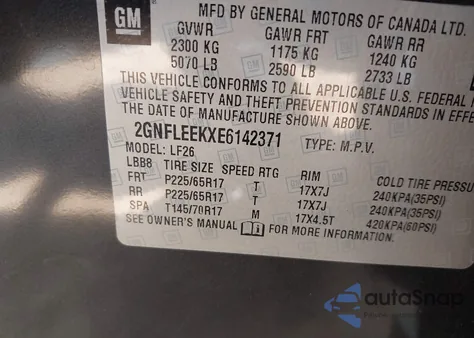 GM
MFD BY GENERAL MOTORS OF CANADA LTD.
GVWR GAWR FRT GAWR RR
2300 KG 1175 KG 1240 KG
5070 LB 2590 LB 2733 LB
THIS VEHICLE CONFORMS TO ALL APPLICABLE U.S. FEDERAL
VEHICLE SAFETY AND THEFT PREVENTION STANDARDS IN EFFE
THE DATE OF MANUFACTURE SHOWN ABOVE.
2GNFLEEKXE6142371 TYPE: M.P.V.
MODEL: LF26
LBB8 TIRE SIZE SPEED RTG RIM COLD TIRE PRESSU
FRT P225/65R17 T 17X7J 240KPA(35PSI)
RR P225/65R17 T 17X7J 240KPA(35PSI)
SPA T145/70R17 M 17X4.5T 420KPA(60PSI)
SEE OWNER'S MANUAL FOR MORE INFORMATION.
autoSnap